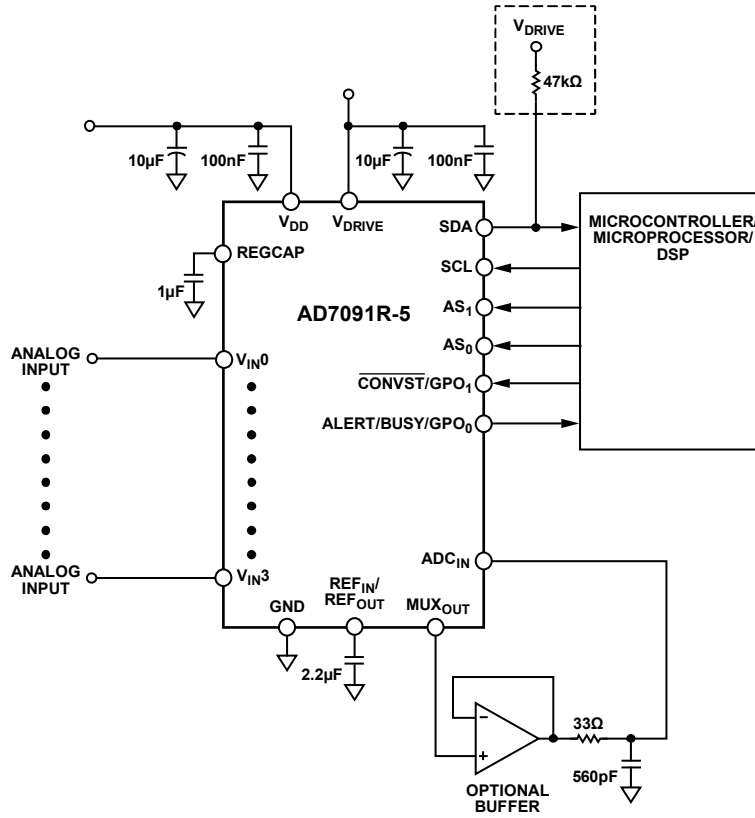 VDRIVE
47kΩ
10µF
100nF
10µF
100nF
VDD
VDRIVE
SDA
MICROCONTROLLER/
MICROPROCESSOR/
DSP
REGCAP
SCL
1µF
AD7091R-5
AS1
AS0
ANALOG
INPUT
VIN0
CONVST/GPO1
ALERT/BUSY/GPO0
ANALOG
INPUT
VIN3
ADCIN
GND
REFIN/
REFOUT
MUXOUT
2.2µF
33Ω
–
+
560pF
OPTIONAL
BUFFER